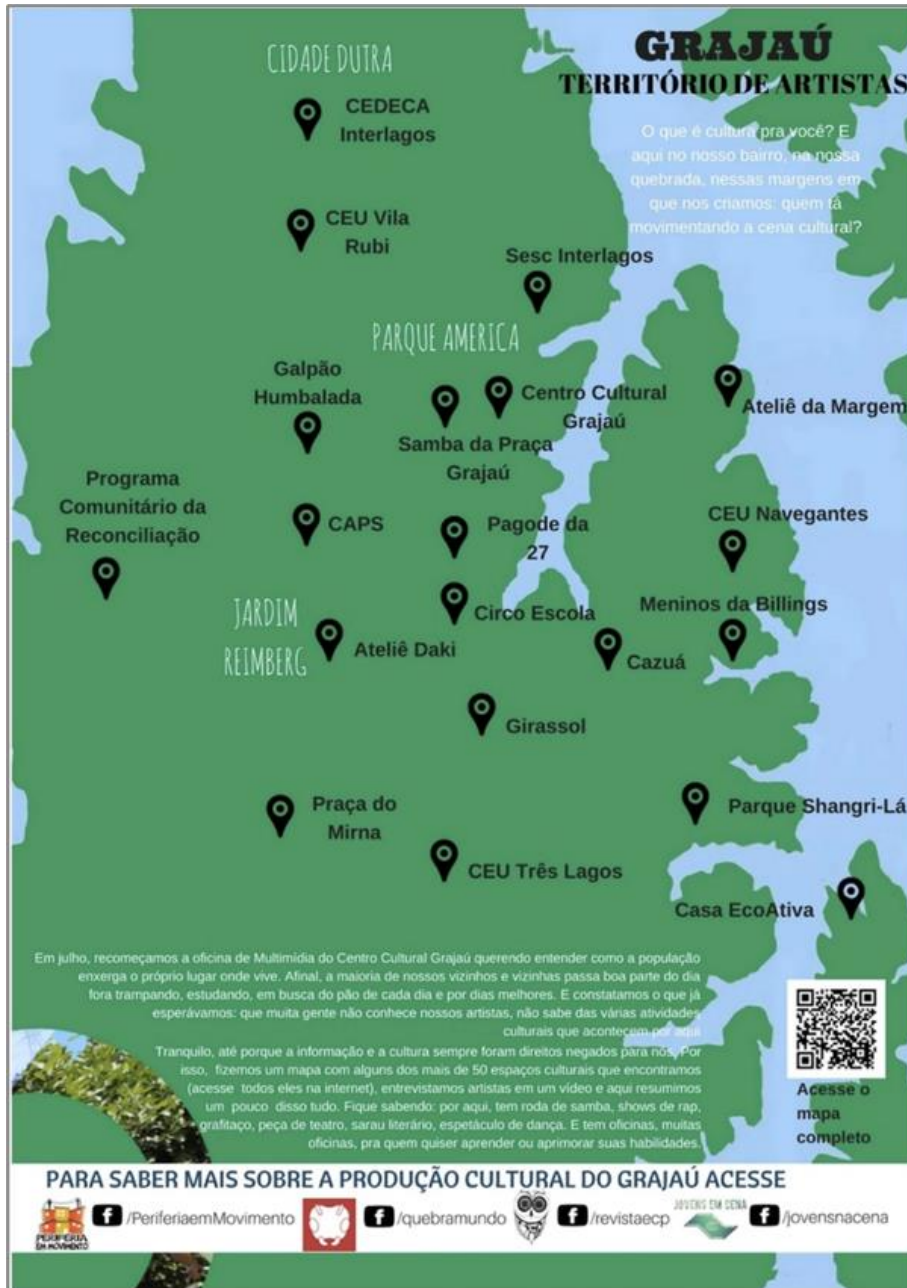 GRAJAÚ
TERRITÓRIO DE ARTISTAS
O que é cultura pra você? E
aqui no nosso bairro, na nossa
quebrada, nessas margens em
que nos criamos: quem tá
movimentando a cena cultural?
CIDADE DUTRA
CEDECA
Interlagos
CEU Vila
Rubi
Sesc Interlagos
PARQUE AMERICA
Galpão
Humbalada
Centro Cultural
Grajaú
Ateliê da Margem
Samba da Praça
Grajaú
Programa
Comunitário da
Reconciliação
CAPS
Pagode da
27
CEU Navegantes
JARDIM
REIMBERG
Circo Escola
Meninos da Billings
Ateliê Daki
Cazuá
Girassol
Praça do
Mirna
Parque Shangri-Lá
CEU Três Lagos
Casa EcoAtiva
Em julho, recomeçamos a oficina de Multimídia do Centro Cultural Grajaú querendo entender como a população
enxerga o próprio lugar onde vive. Afinal, a maioria de nossos vizinhos e vizinhas passa boa parte do dia
fora trampando, estudando, em busca do pão de cada dia e por dias melhores. E constatamos o que já
esperávamos: que muita gente não conhece nossos artistas, não sabe das várias atividades
culturais que acontecem por aqui
Tranquilo, até porque a informação e a cultura sempre foram direitos negados para nós. Por
isso, fizemos um mapa com alguns dos mais de 50 espaços culturais que encontramos
(acesse todos eles na internet), entrevistamos artistas em um vídeo e aqui resumimos
um pouco disso tudo. Fique sabendo: por aqui, tem roda de samba, shows de rap,
grafitaço, peça de teatro, sarau literário, espetáculo de dança. E tem oficinas, muitas
oficinas, pra quem quiser aprender ou aprimorar suas habilidades.
Acesse o
mapa
completo
PARA SABER MAIS SOBRE A PRODUÇÃO CULTURAL DO GRAJAÚ ACESSE
PERIFERIA
EM MOVIMENTO
/PeriferiaemMovimento
/quebramundo
/revistaecp
JOVENS EM CENA
/jovensnacena